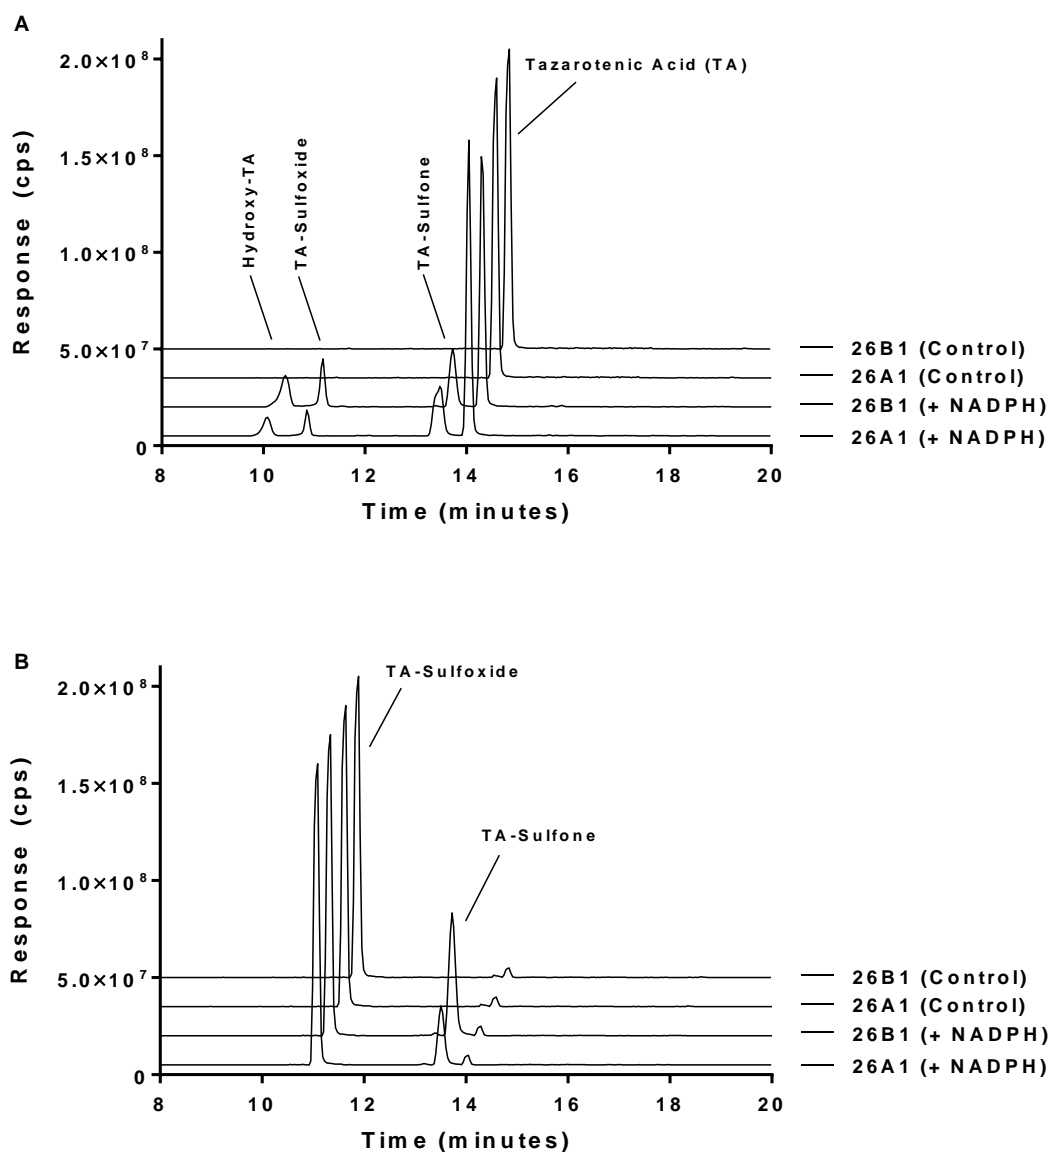 A
Response (cps)
2.0×10⁸
1.5×10⁸
1.0×10⁸
5.0×10⁷
0
Hydroxy-TA
TA-Sulfoxide
TA-Sulfone
Tazarotenic Acid (TA)
26B1 (Control)
26A1 (Control)
26B1 (+ NADPH)
26A1 (+ NADPH)
8 10 12 14 16 18 20
Time (minutes)
B
Response (cps)
2.0×10⁸
1.5×10⁸
1.0×10⁸
5.0×10⁷
0
TA-Sulfoxide
TA-Sulfone
26B1 (Control)
26A1 (Control)
26B1 (+ NADPH)
26A1 (+ NADPH)
8 10 12 14 16 18 20
Time (minutes)